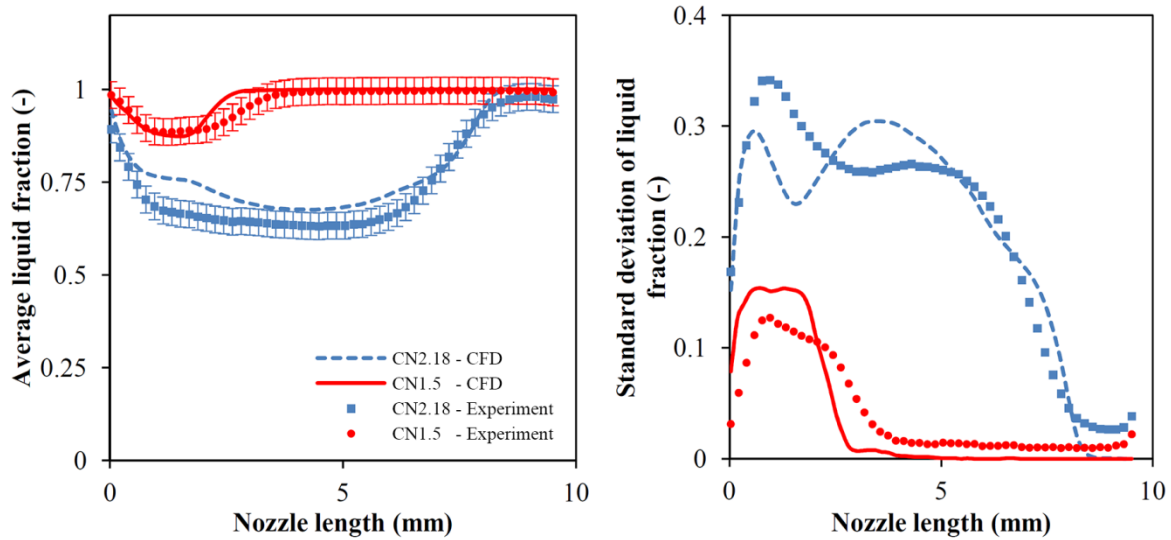 Average liquid fraction (-)
1
0.75
0.5
0.25
0
0
5
10
Nozzle length (mm)
CN2.18 - CFD
CN1.5 - CFD
CN2.18 - Experiment
CN1.5 - Experiment
Standard deviation of liquid
fraction (-)
0.4
0.3
0.2
0.1
0
0
5
10
Nozzle length (mm)